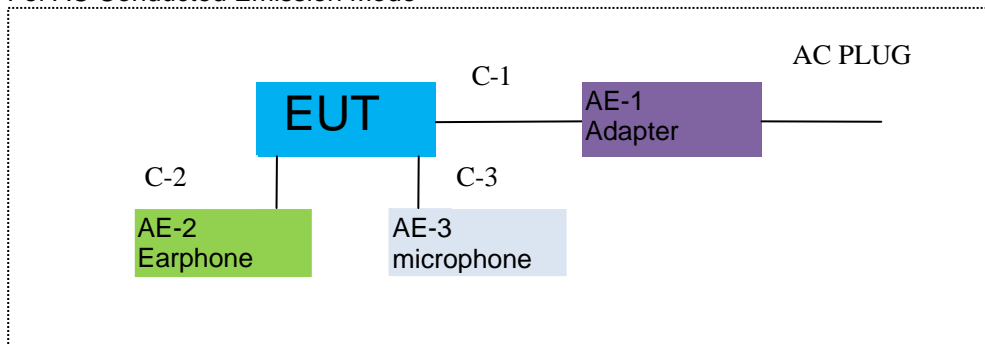 AC PLUG
C-1
EUT
AE-1
Adapter
C-2
C-3
AE-2
Earphone
AE-3
microphone